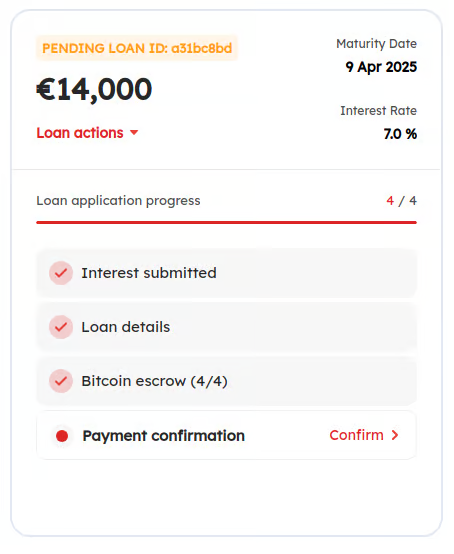 PENDING LOAN ID: a31bc8bd
€14,000
Loan actions
Maturity Date
9 Apr 2025
Interest Rate
7.0 %
Loan application progress
4 / 4
Interest submitted
Loan details
Bitcoin escrow (4/4)
Payment confirmation
Confirm